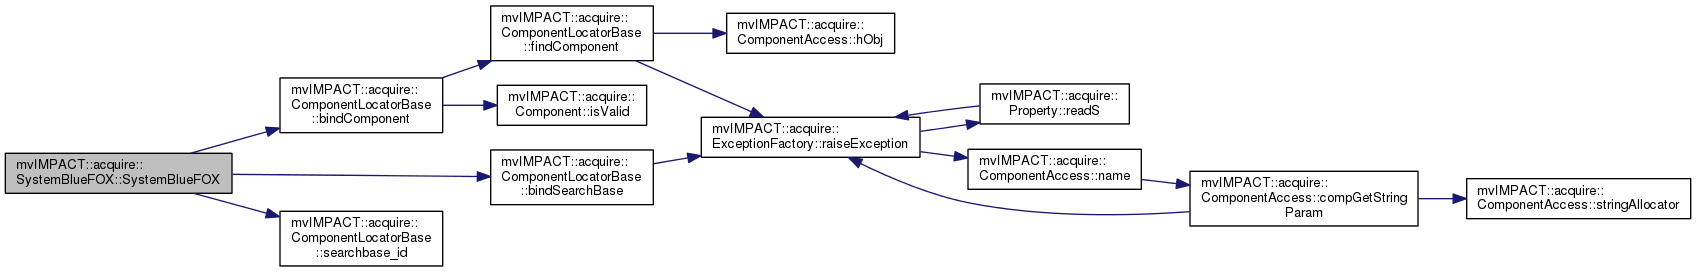 mvIMPACT::acquire::
SystemBlueFOX::SystemBlueFOX
mvIMPACT::acquire::
ComponentLocatorBase
::bindComponent
mvIMPACT::acquire::
ComponentLocatorBase
::findComponent
mvIMPACT::acquire::
ComponentAccess::hObj
mvIMPACT::acquire::
Component::isValid
mvIMPACT::acquire::
ComponentLocatorBase
::bindSearchBase
mvIMPACT::acquire::
ComponentLocatorBase
::searchbase_id
mvIMPACT::acquire::
ExceptionFactory::raiseException
mvIMPACT::acquire::
Property::readS
mvIMPACT::acquire::
ComponentAccess::name
mvIMPACT::acquire::
ComponentAccess::compGetString
Param
mvIMPACT::acquire::
ComponentAccess::stringAllocator